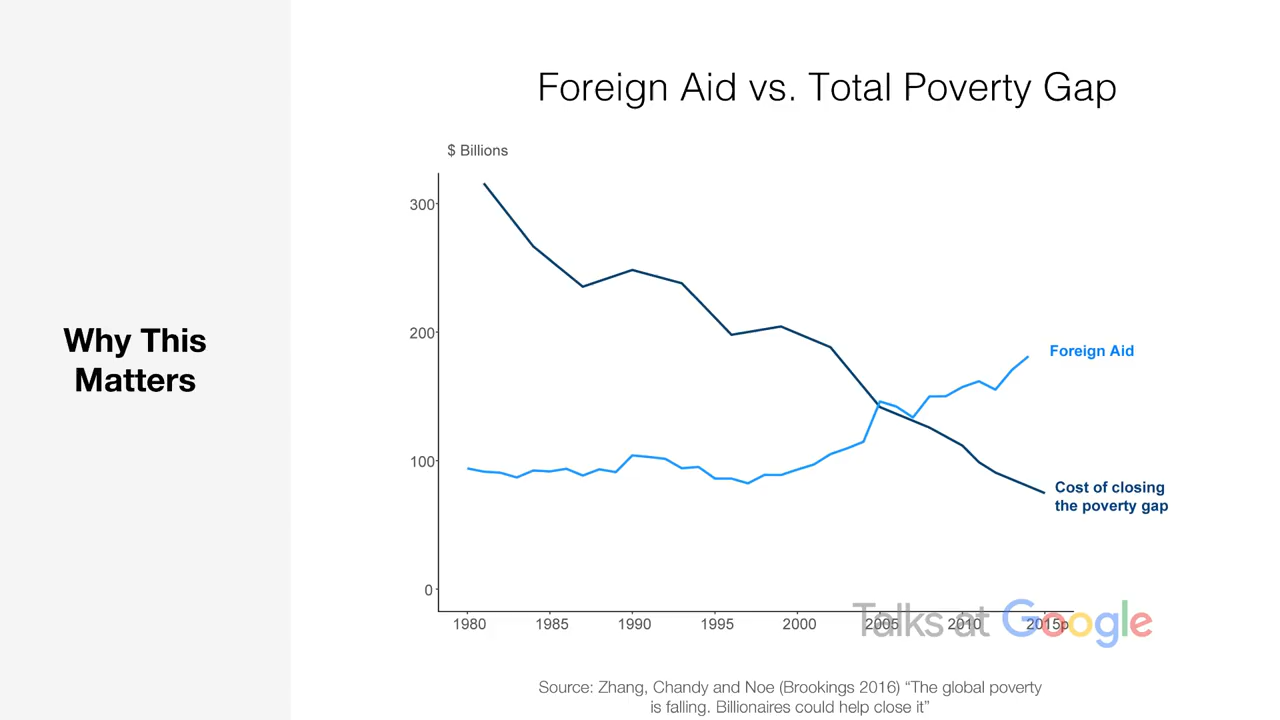 Foreign Aid vs. Total Poverty Gap
$ Billions
300
200
100
0
Foreign Aid
Cost of closing
the poverty gap
1980 1985 1990 1995 2000 2005 2010 2015p
Talks at Google
Why This
Matters
Source: Zhang, Chandy and Noe (Brookings 2016) “The global poverty
is falling. Billionaires could help close it”